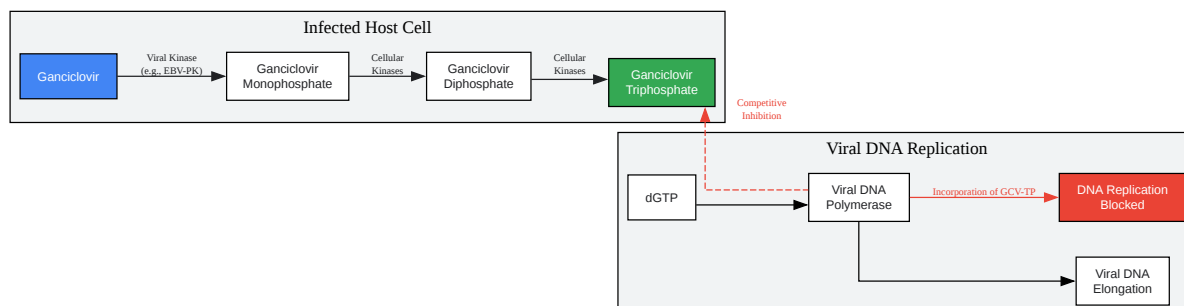 Infected Host Cell
Ganciclovir
Viral Kinase
(e.g., EBV-PK)
Ganciclovir
Monophosphate
Cellular
Kinases
Ganciclovir
Diphosphate
Cellular
Kinases
Ganciclovir
Triphosphate
Competitive
Inhibition
Viral DNA Replication
dGTP
Viral DNA
Polymerase
Incorporation of GCV-TP
DNA Replication
Blocked
Viral DNA
Elongation